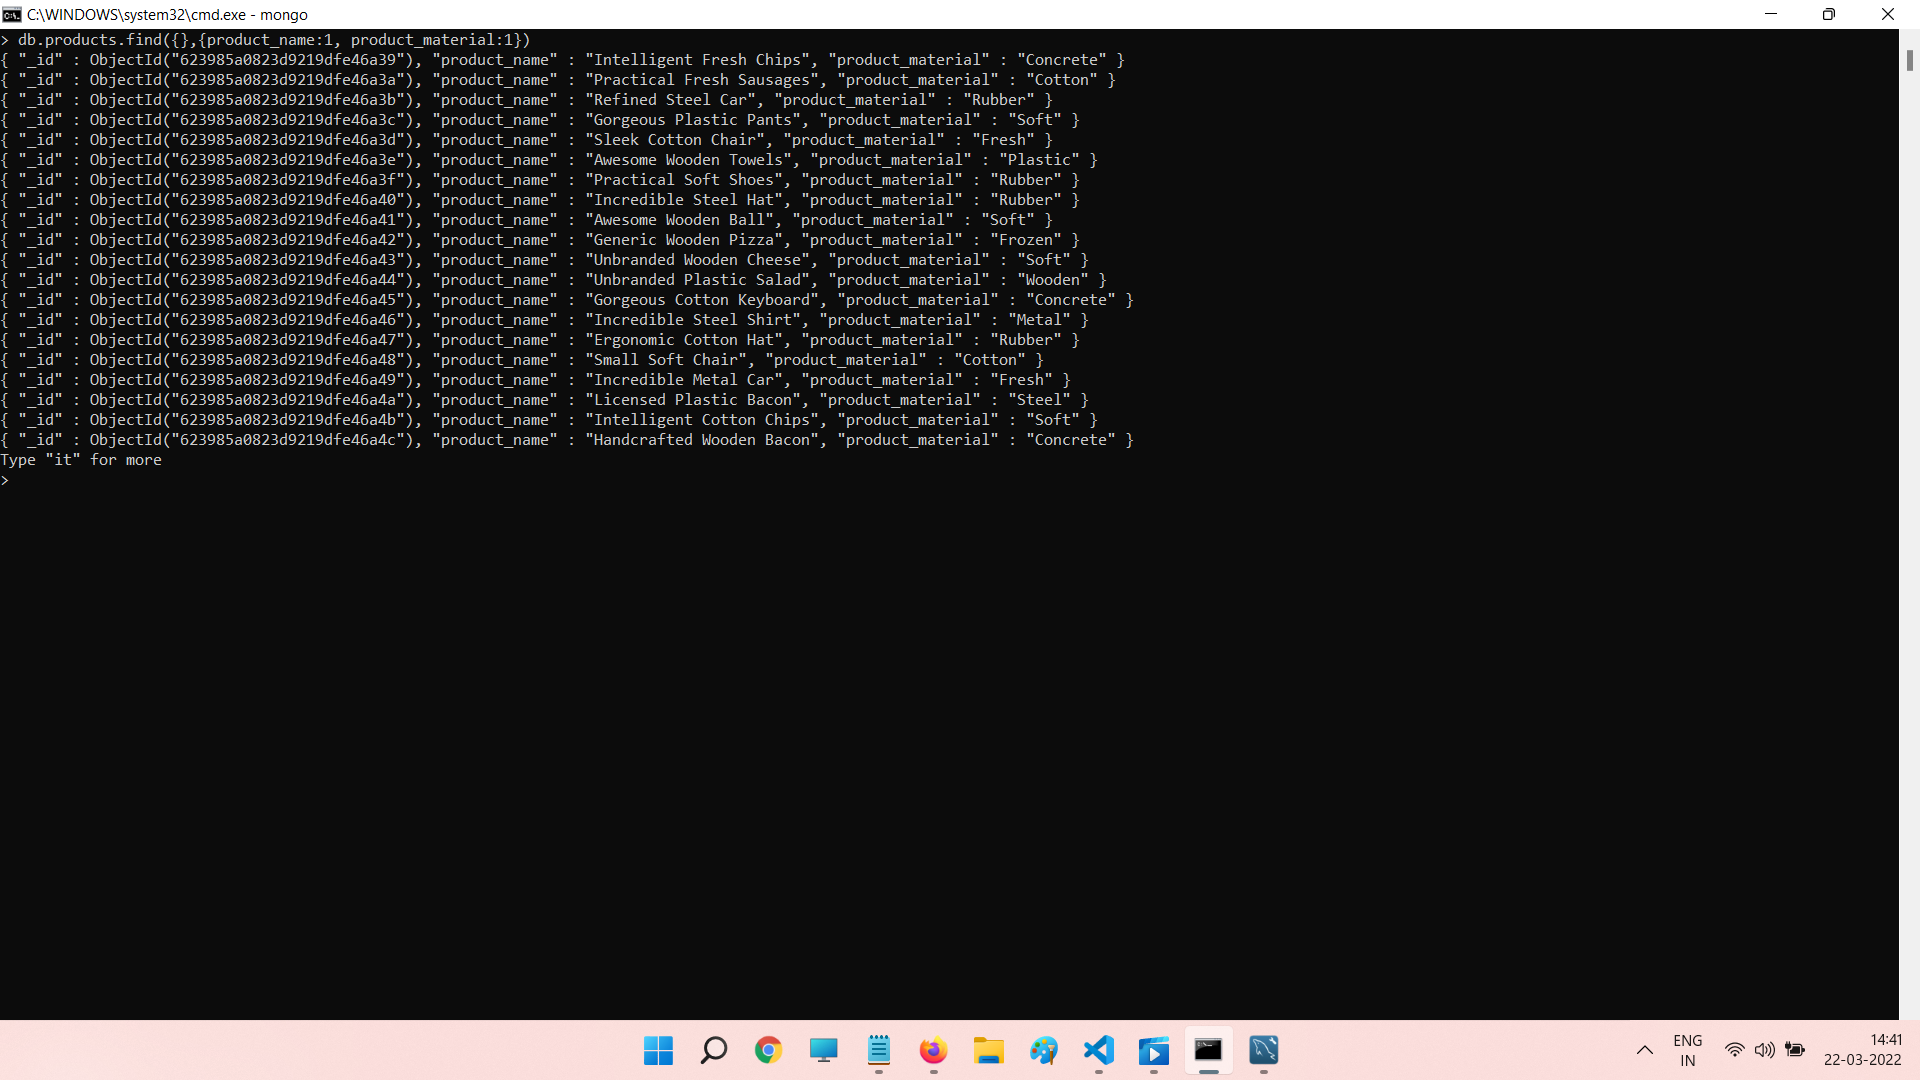 C:\WINDOWS\system32\cmd.exe - mongo
> db.products.find({},{product_name:1, product_material:1})
{ "_id" : ObjectId("623985a0823d9219dfe46a39"), "product_name" : "Intelligent Fresh Chips", "product_material" : "Concrete" }
{ "_id" : ObjectId("623985a0823d9219dfe46a3a"), "product_name" : "Practical Fresh Sausages", "product_material" : "Cotton" }
{ "_id" : ObjectId("623985a0823d9219dfe46a3b"), "product_name" : "Refined Steel Car", "product_material" : "Rubber" }
{ "_id" : ObjectId("623985a0823d9219dfe46a3c"), "product_name" : "Gorgeous Plastic Pants", "product_material" : "Soft" }
{ "_id" : ObjectId("623985a0823d9219dfe46a3d"), "product_name" : "Sleek Cotton Chair", "product_material" : "Fresh" }
{ "_id" : ObjectId("623985a0823d9219dfe46a3e"), "product_name" : "Awesome Wooden Towels", "product_material" : "Plastic" }
{ "_id" : ObjectId("623985a0823d9219dfe46a3f"), "product_name" : "Practical Soft Shoes", "product_material" : "Rubber" }
{ "_id" : ObjectId("623985a0823d9219dfe46a40"), "product_name" : "Incredible Steel Hat", "product_material" : "Rubber" }
{ "_id" : ObjectId("623985a0823d9219dfe46a41"), "product_name" : "Awesome Wooden Ball", "product_material" : "Soft" }
{ "_id" : ObjectId("623985a0823d9219dfe46a42"), "product_name" : "Generic Wooden Pizza", "product_material" : "Frozen" }
{ "_id" : ObjectId("623985a0823d9219dfe46a43"), "product_name" : "Unbranded Wooden Cheese", "product_material" : "Soft" }
{ "_id" : ObjectId("623985a0823d9219dfe46a44"), "product_name" : "Unbranded Plastic Salad", "product_material" : "Wooden" }
{ "_id" : ObjectId("623985a0823d9219dfe46a45"), "product_name" : "Gorgeous Cotton Keyboard", "product_material" : "Concrete" }
{ "_id" : ObjectId("623985a0823d9219dfe46a46"), "product_name" : "Incredible Steel Shirt", "product_material" : "Metal" }
{ "_id" : ObjectId("623985a0823d9219dfe46a47"), "product_name" : "Ergonomic Cotton Hat", "product_material" : "Rubber" }
{ "_id" : ObjectId("623985a0823d9219dfe46a48"), "product_name" : "Small Soft Chair", "product_material" : "Cotton" }
{ "_id" : ObjectId("623985a0823d9219dfe46a49"), "product_name" : "Incredible Metal Car", "product_material" : "Fresh" }
{ "_id" : ObjectId("623985a0823d9219dfe46a4a"), "product_name" : "Licensed Plastic Bacon", "product_material" : "Steel" }
{ "_id" : ObjectId("623985a0823d9219dfe46a4b"), "product_name" : "Intelligent Cotton Chips", "product_material" : "Soft" }
{ "_id" : ObjectId("623985a0823d9219dfe46a4c"), "product_name" : "Handcrafted Wooden Bacon", "product_material" : "Concrete" }
Type "it" for more
>
ENG
IN
14:41
22-03-2022